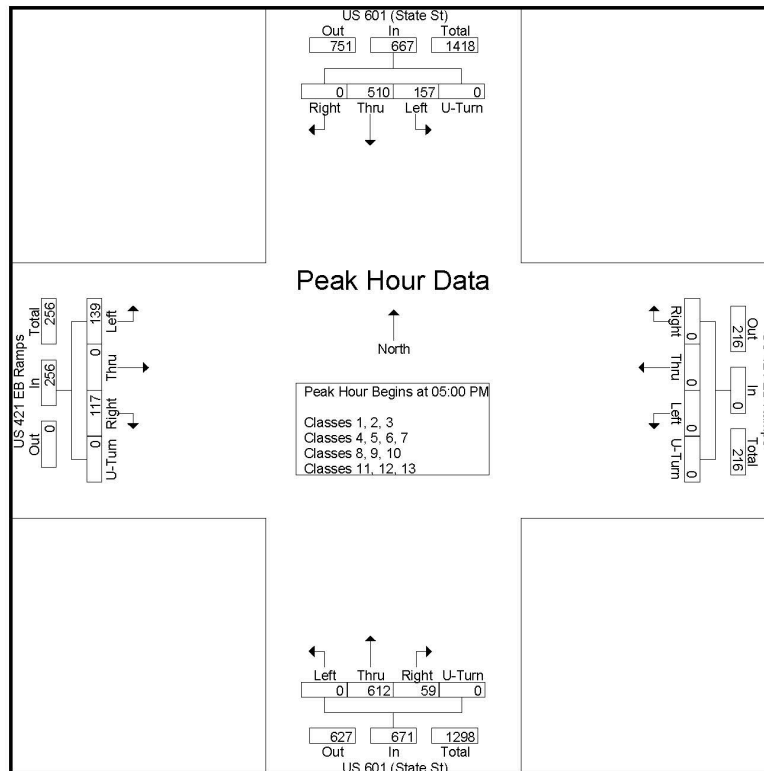 US 601 (State St)
Out In Total
751 667 1418
0 510 157 0
Right Thru Left U-Turn
Peak Hour Data
North
Peak Hour Begins at 05:00 PM
Classes 1, 2, 3
Classes 4, 5, 6, 7
Classes 8, 9, 10
Classes 11, 12, 13
US 421 EB Ramps
Out In Total
0 256 256
139 0 117 0
Left Thru Right U-Turn
Right Thru Left U-Turn
0 0 0 0
Out In Total
216 0 216
Left Thru Right U-Turn
0 612 59 0
627 671 1298
Out In Total
US 601 (State St)